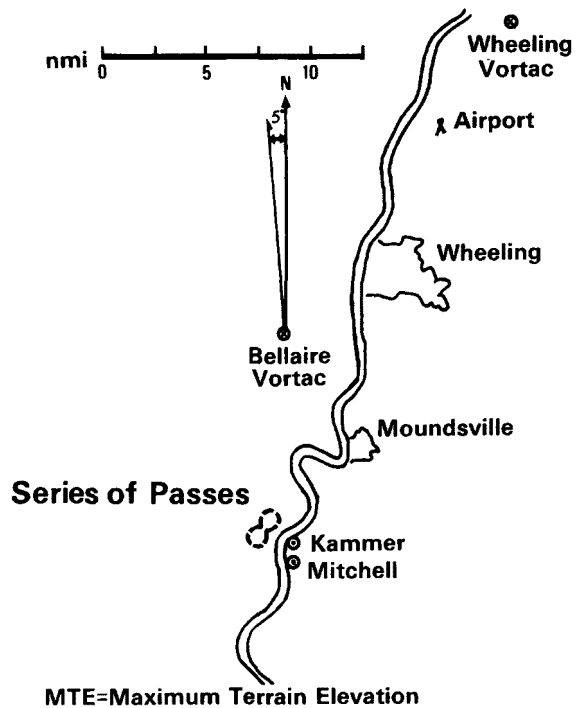 Wheeling
Vortac
nmi
0 5 10
N
5°
Airport
Wheeling
Bellaire
Vortac
Moundsville
Series of Passes
Kammer
Mitchell
MTE=Maximum Terrain Elevation